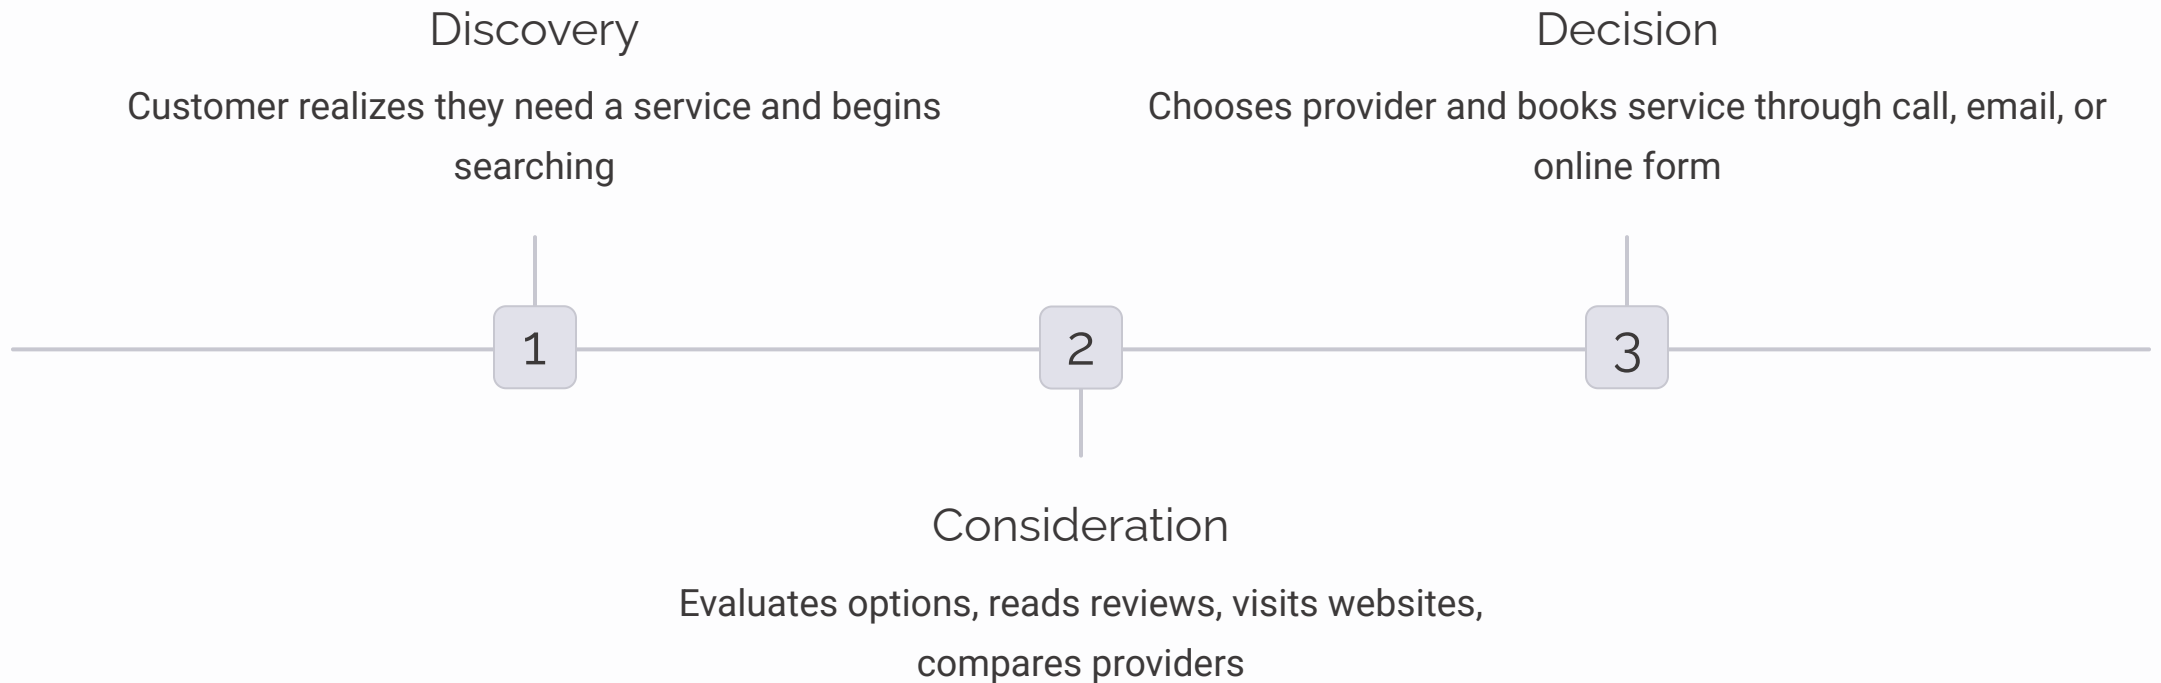 Discovery
Customer realizes they need a service and begins
searching
Decision
Chooses provider and books service through call, email, or
online form
1
2
3
Consideration
Evaluates options, reads reviews, visits websites,
compares providers